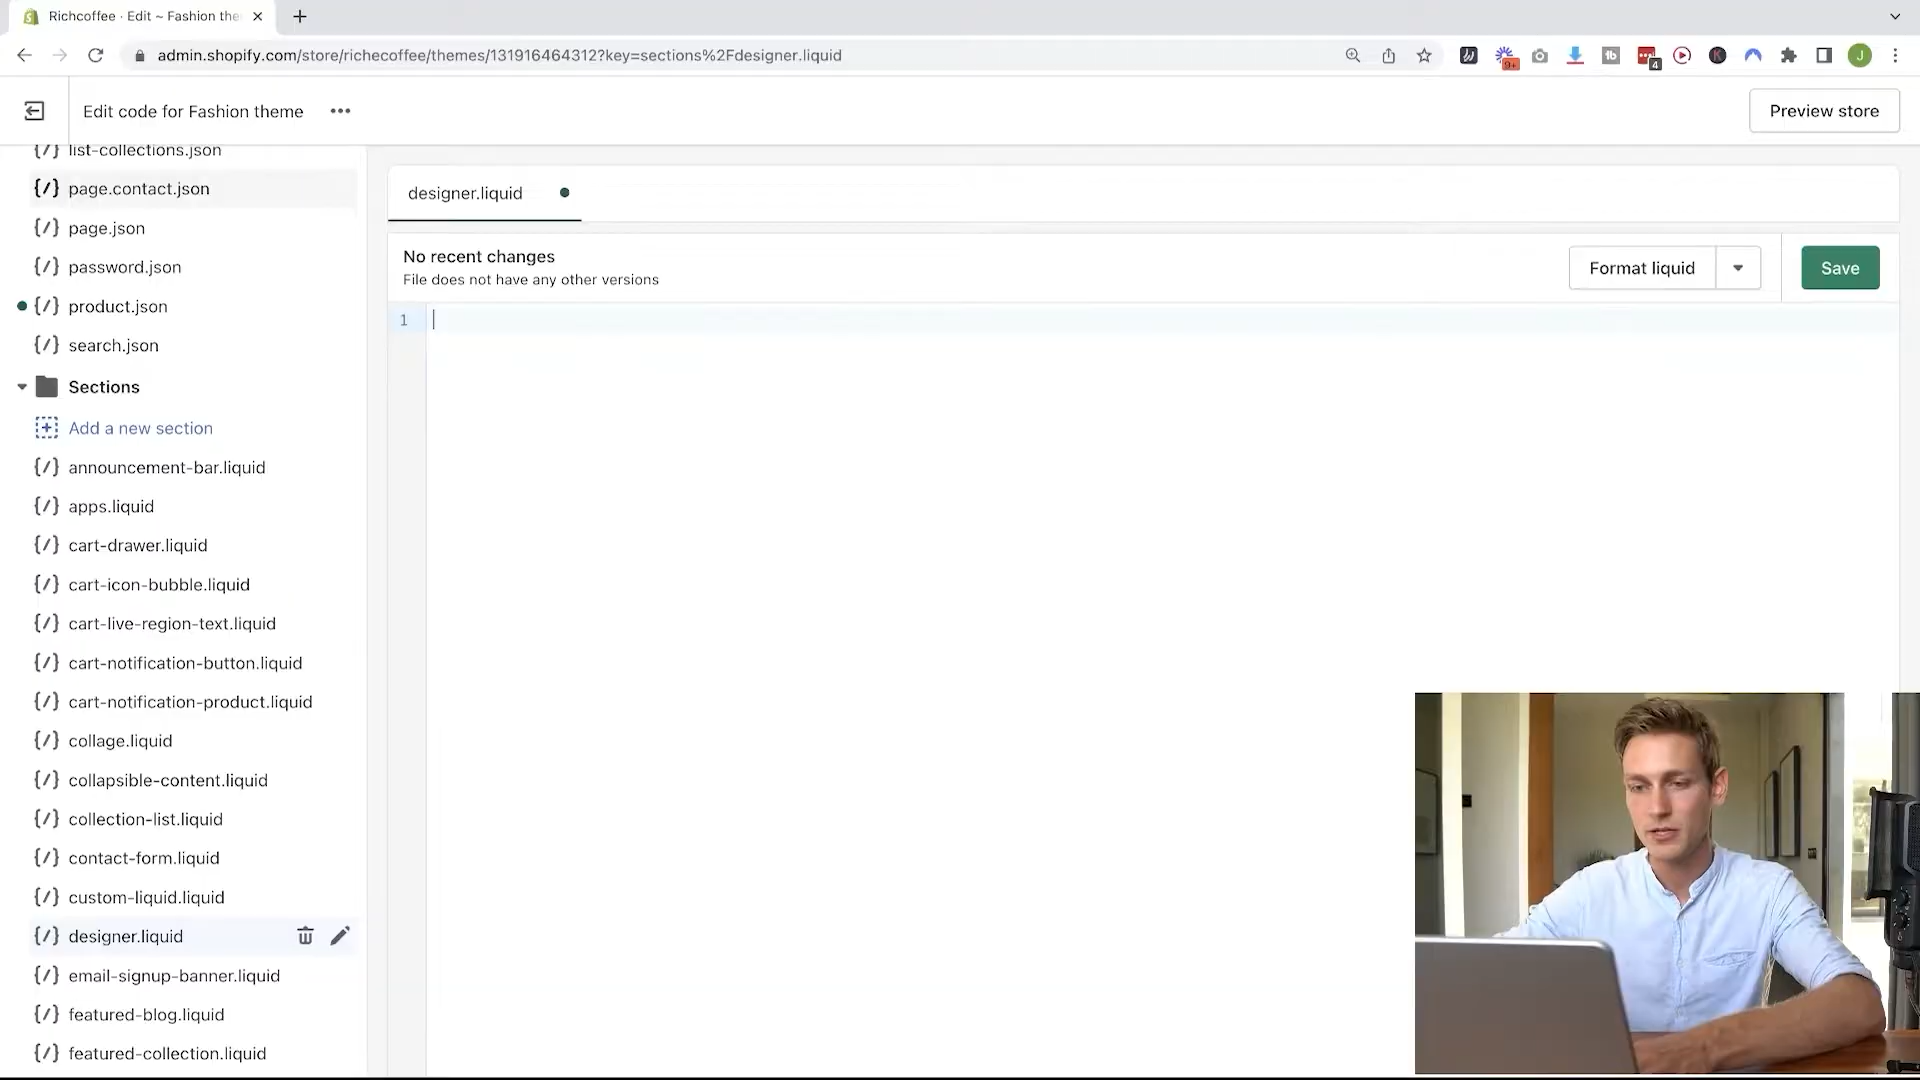 Richcoffee · Edit ~ Fashion the
admin.shopify.com/store/richecoffee/themes/131916464312?key=sections%2Fdesigner.liquid
9+
tb
4
K
J
Edit code for Fashion theme
Preview store
{/} list-collections.json
{/} page.contact.json
{/} page.json
{/} password.json
{/} product.json
{/} search.json
Sections
Add a new section
{/} announcement-bar.liquid
{/} apps.liquid
{/} cart-drawer.liquid
{/} cart-icon-bubble.liquid
{/} cart-live-region-text.liquid
{/} cart-notification-button.liquid
{/} cart-notification-product.liquid
{/} collage.liquid
{/} collapsible-content.liquid
{/} collection-list.liquid
{/} contact-form.liquid
{/} custom-liquid.liquid
{/} designer.liquid
{/} email-signup-banner.liquid
{/} featured-blog.liquid
{/} featured-collection.liquid
designer.liquid
No recent changes
File does not have any other versions
Format liquid
Save
1